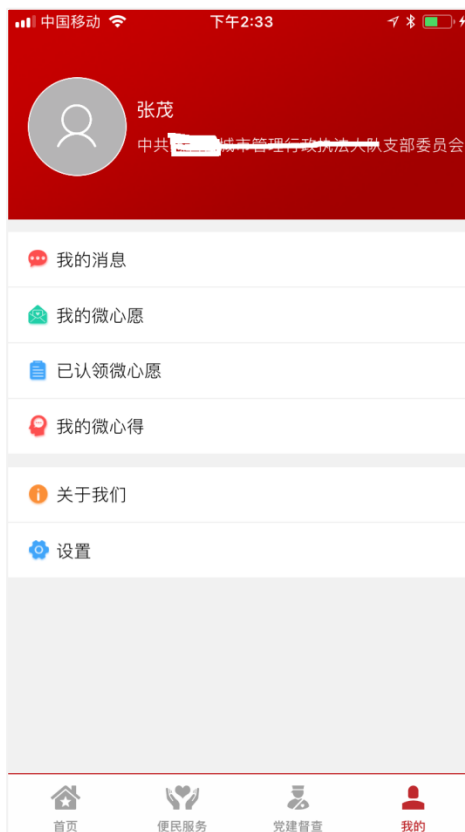 中国移动 下午2:33
张茂
中共城市管理行政执法大队支部委员会
我的消息
我的微心愿
已认领微心愿
我的微心得
关于我们
设置
首页 便民服务 党建督查 我的